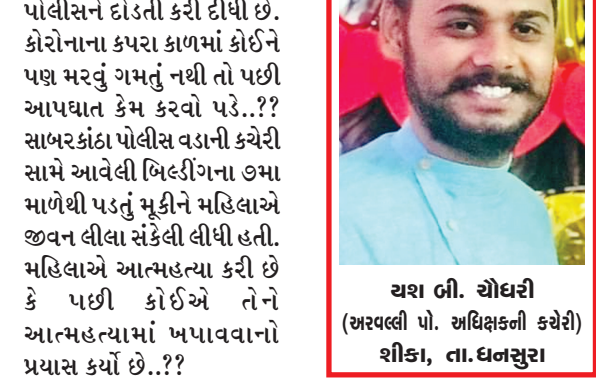 પોલીસને દોડતી કરી દીધી છે.
કોરોનાના કપરા કાળમાં કોઈને
પણ મરવું ગમતું નથી તો પછી
આપઘાત કેમ કરવો પડે..??
સાબરકાંઠા પોલીસ વડાની કચેરી
સામે આવેલી બિલ્ડીંગના ૭મા
માળેથી પડતું મૂકીને મહિલાએ
જીવન લીલા સંકેલી લીધી હતી.
મહિલાએ આત્મહત્યા કરી છે
કે પછી કોઈએ તેને
આત્મહત્યામાં ખપાવવાનો
પ્રયાસ કર્યો છે..??
યશ બી. ચૌધરી
(અરવલ્લી પો. અધિક્ષકની કચેરી)
શીકા, તા.ધનસુરા